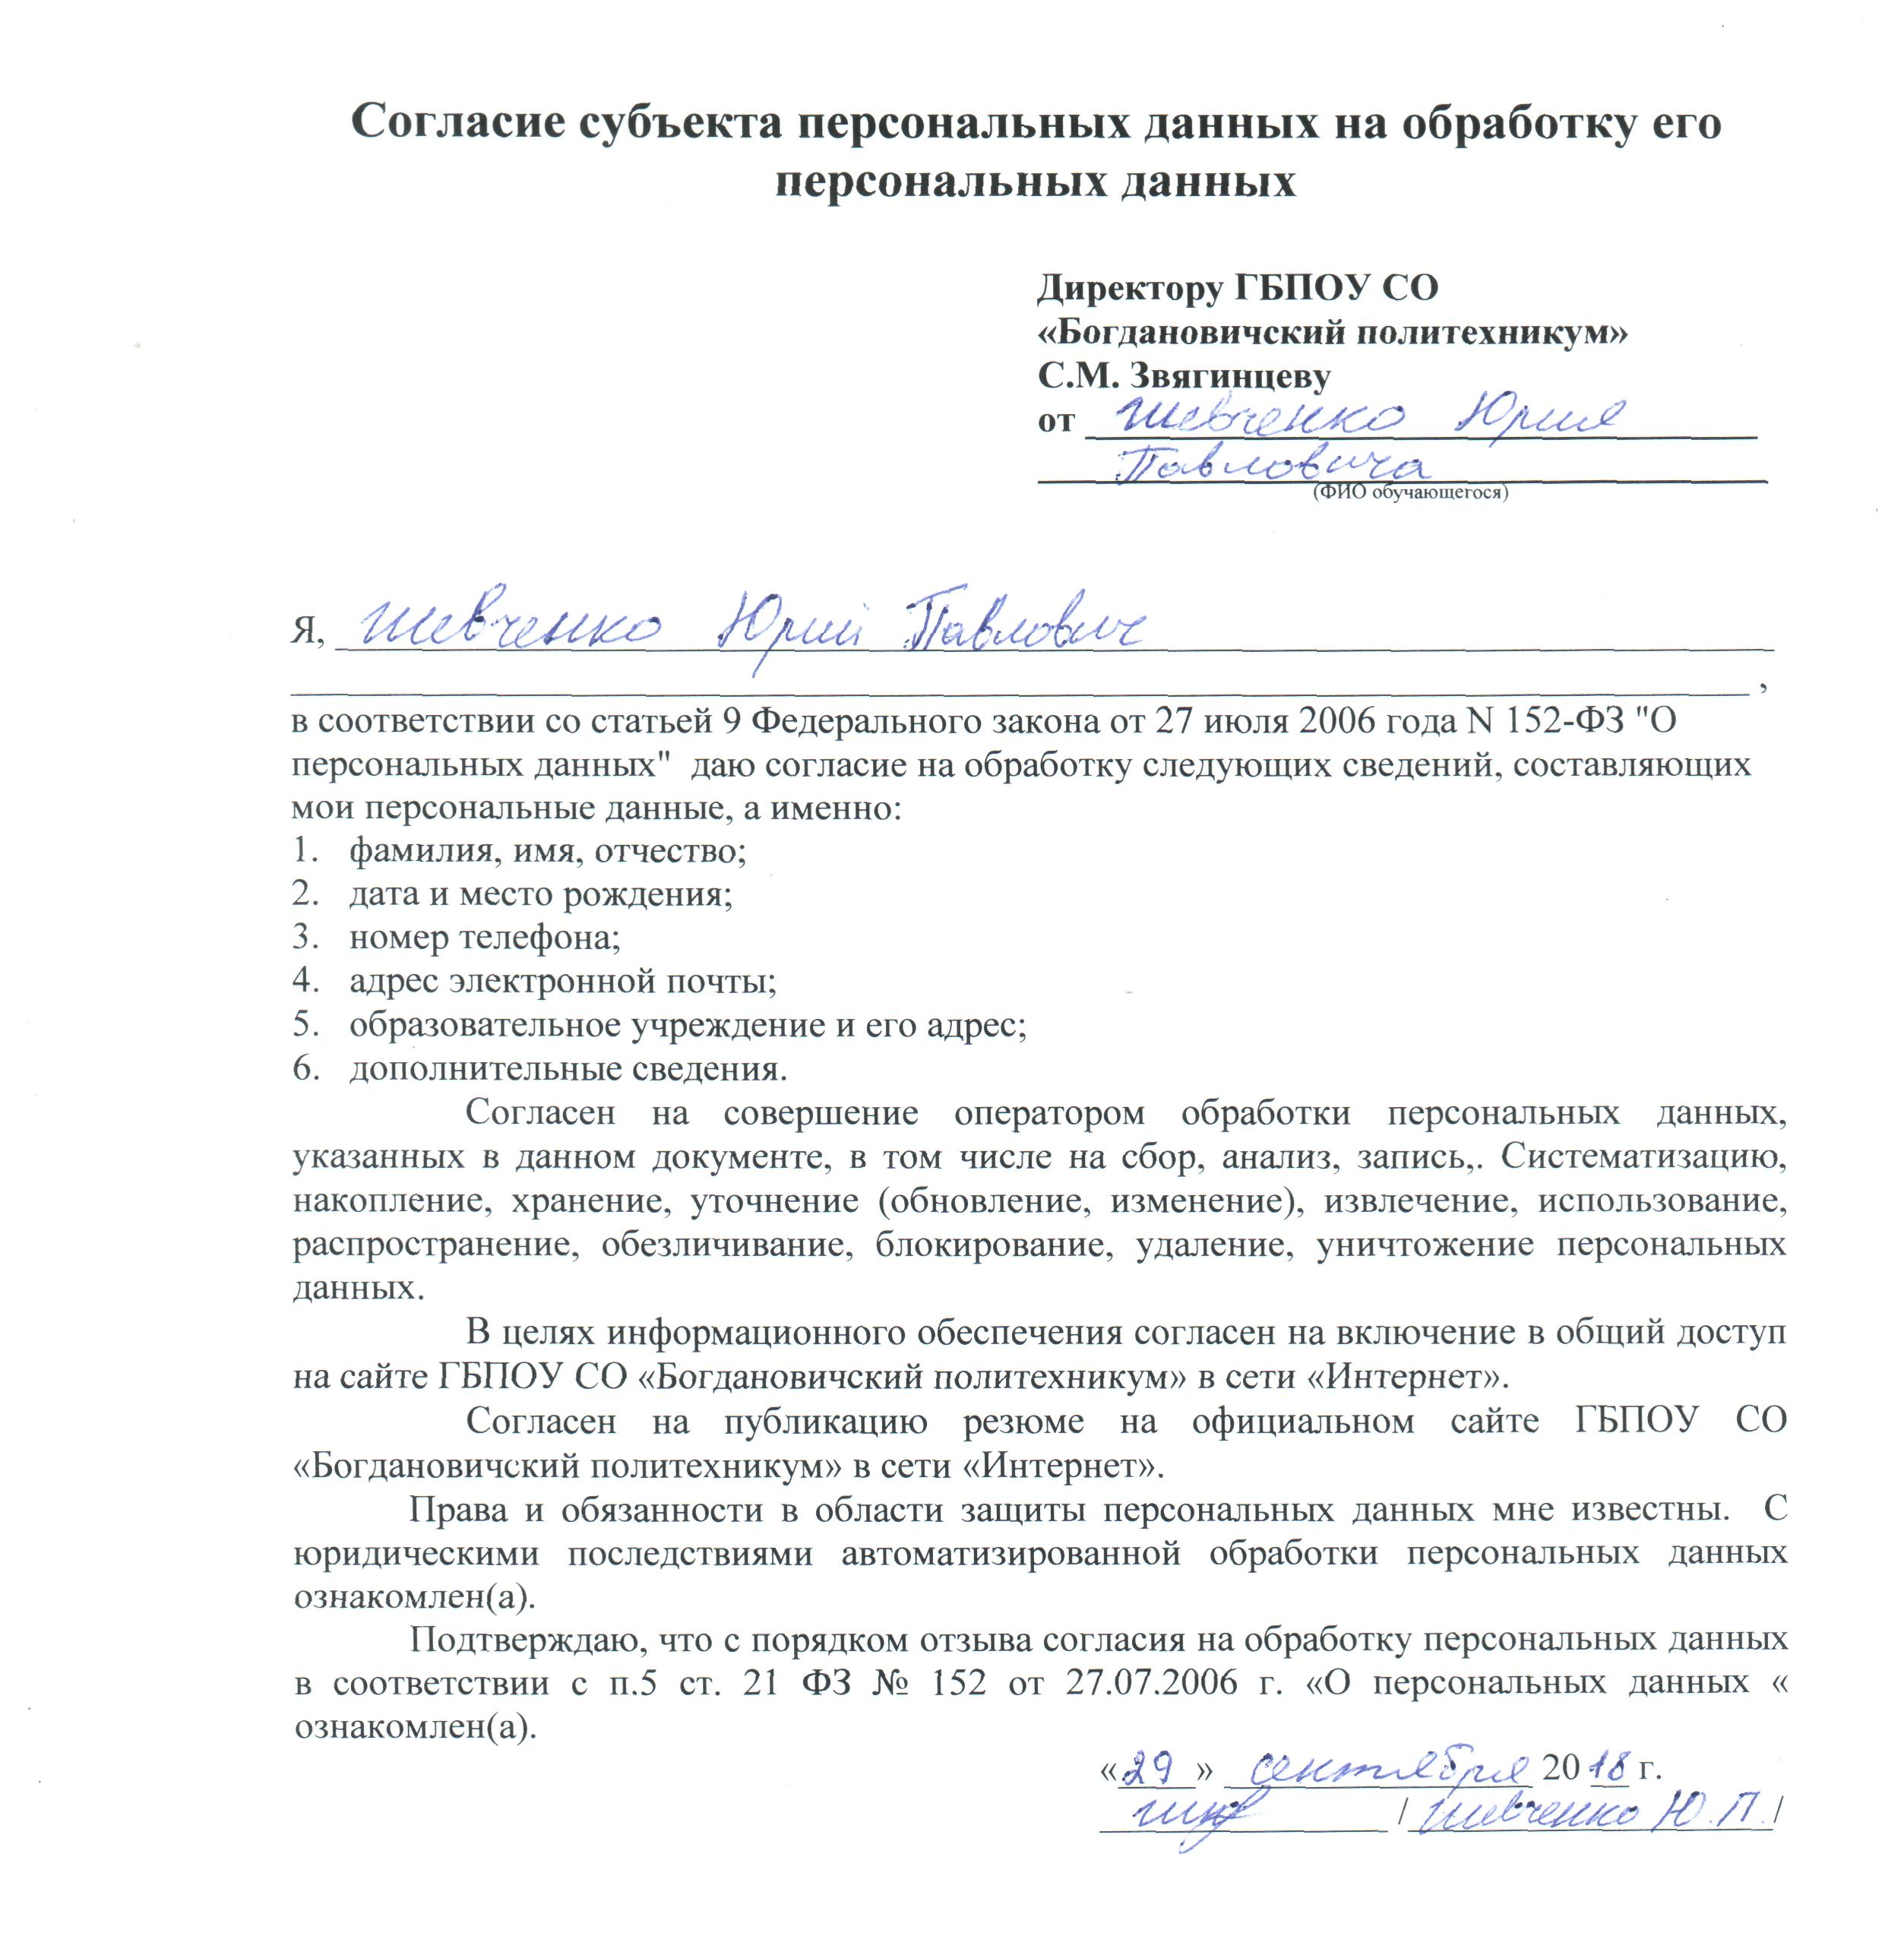 Согласие субъекта персональных данных на обработку его
персональных данных
Директору ГБПОУ СО
«Богдановичский политехникум»
С.М. Звягинцеву
от Шевченко Юрия
Павловича
(ФИО обучающегося)
Я, Шевченко Юрий Павлович
,
в соответствии со статьей 9 Федерального закона от 27 июля 2006 года N 152-ФЗ "О
персональных данных" даю согласие на обработку следующих сведений, составляющих
мои персональные данные, а именно:
1. фамилия, имя, отчество;
2. дата и место рождения;
3. номер телефона;
4. адрес электронной почты;
5. образовательное учреждение и его адрес;
6. дополнительные сведения.
Согласен на совершение оператором обработки персональных данных,
указанных в данном документе, в том числе на сбор, анализ, запись,. Систематизацию,
накопление, хранение, уточнение (обновление, изменение), извлечение, использование,
распространение, обезличивание, блокирование, удаление, уничтожение персональных
данных.
В целях информационного обеспечения согласен на включение в общий доступ
на сайте ГБПОУ СО «Богдановичский политехникум» в сети «Интернет».
Согласен на публикацию резюме на официальном сайте ГБПОУ СО
«Богдановичский политехникум» в сети «Интернет».
Права и обязанности в области защиты персональных данных мне известны. С
юридическими последствиями автоматизированной обработки персональных данных
ознакомлен(а).
Подтверждаю, что с порядком отзыва согласия на обработку персональных данных
в соответствии с п.5 ст. 21 ФЗ № 152 от 27.07.2006 г. «О персональных данных «
ознакомлен(а).
«29» сентября 2018 г.
/Шевченко Ю.П./